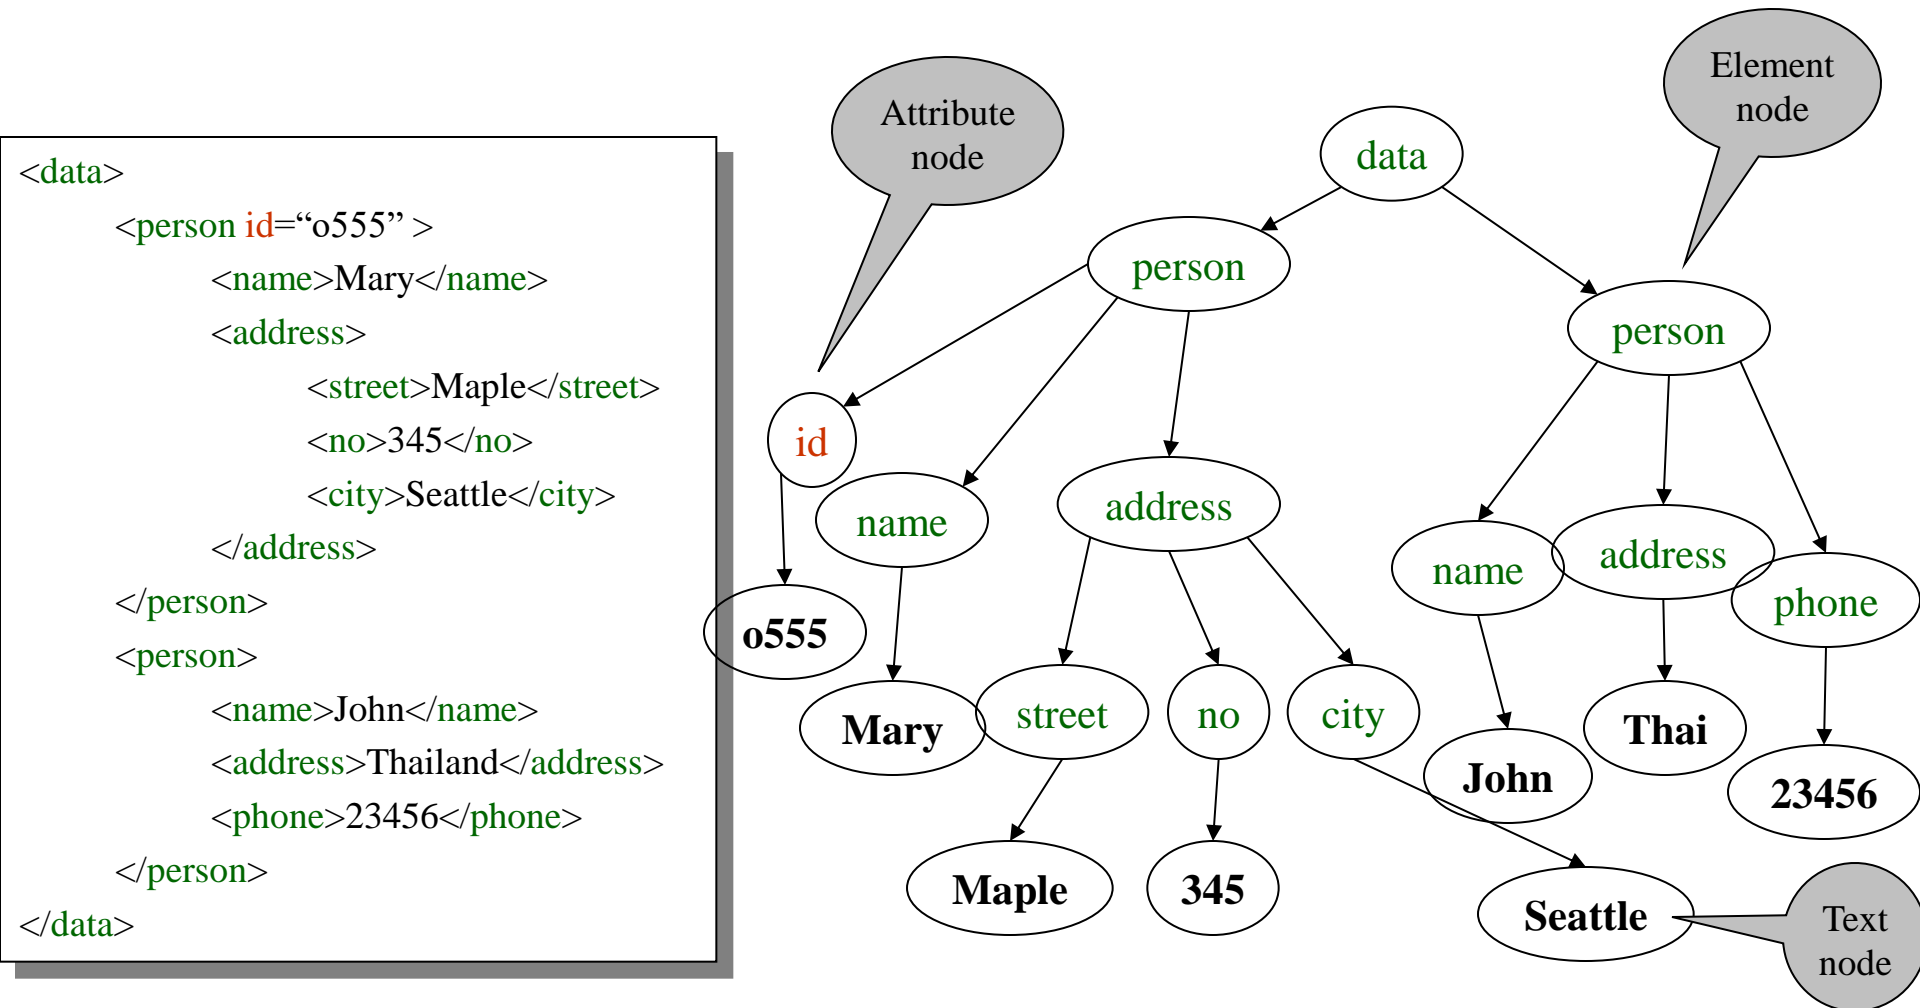 <data>
<person id=“o555” >
<name>Mary</name>
<address>
<street>Maple</street>
<no>345</no>
<city>Seattle</city>
</address>
</person>
<person>
<name>John</name>
<address>Thailand</address>
<phone>23456</phone>
</person>
</data>
Attribute
node
Element
node
data
person
person
id
name
address
name
address
phone
o555
Mary
street
no
city
John
Thai
23456
Maple
345
Seattle
Text
node